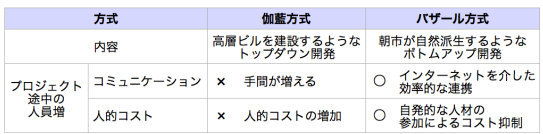 方式 伽藍方式 バザール方式
内容 高層ビルを建設するような
トップダウン開発 朝市が自然派生するような
ボトムアップ開発
プロジェクト
途中の
人員増 コミュニケーション × 手間が増える ○ インターネットを介した
効率的な連携
人的コスト × 人的コストの増加 ○ 自発的な人材の
参加によるコスト抑制